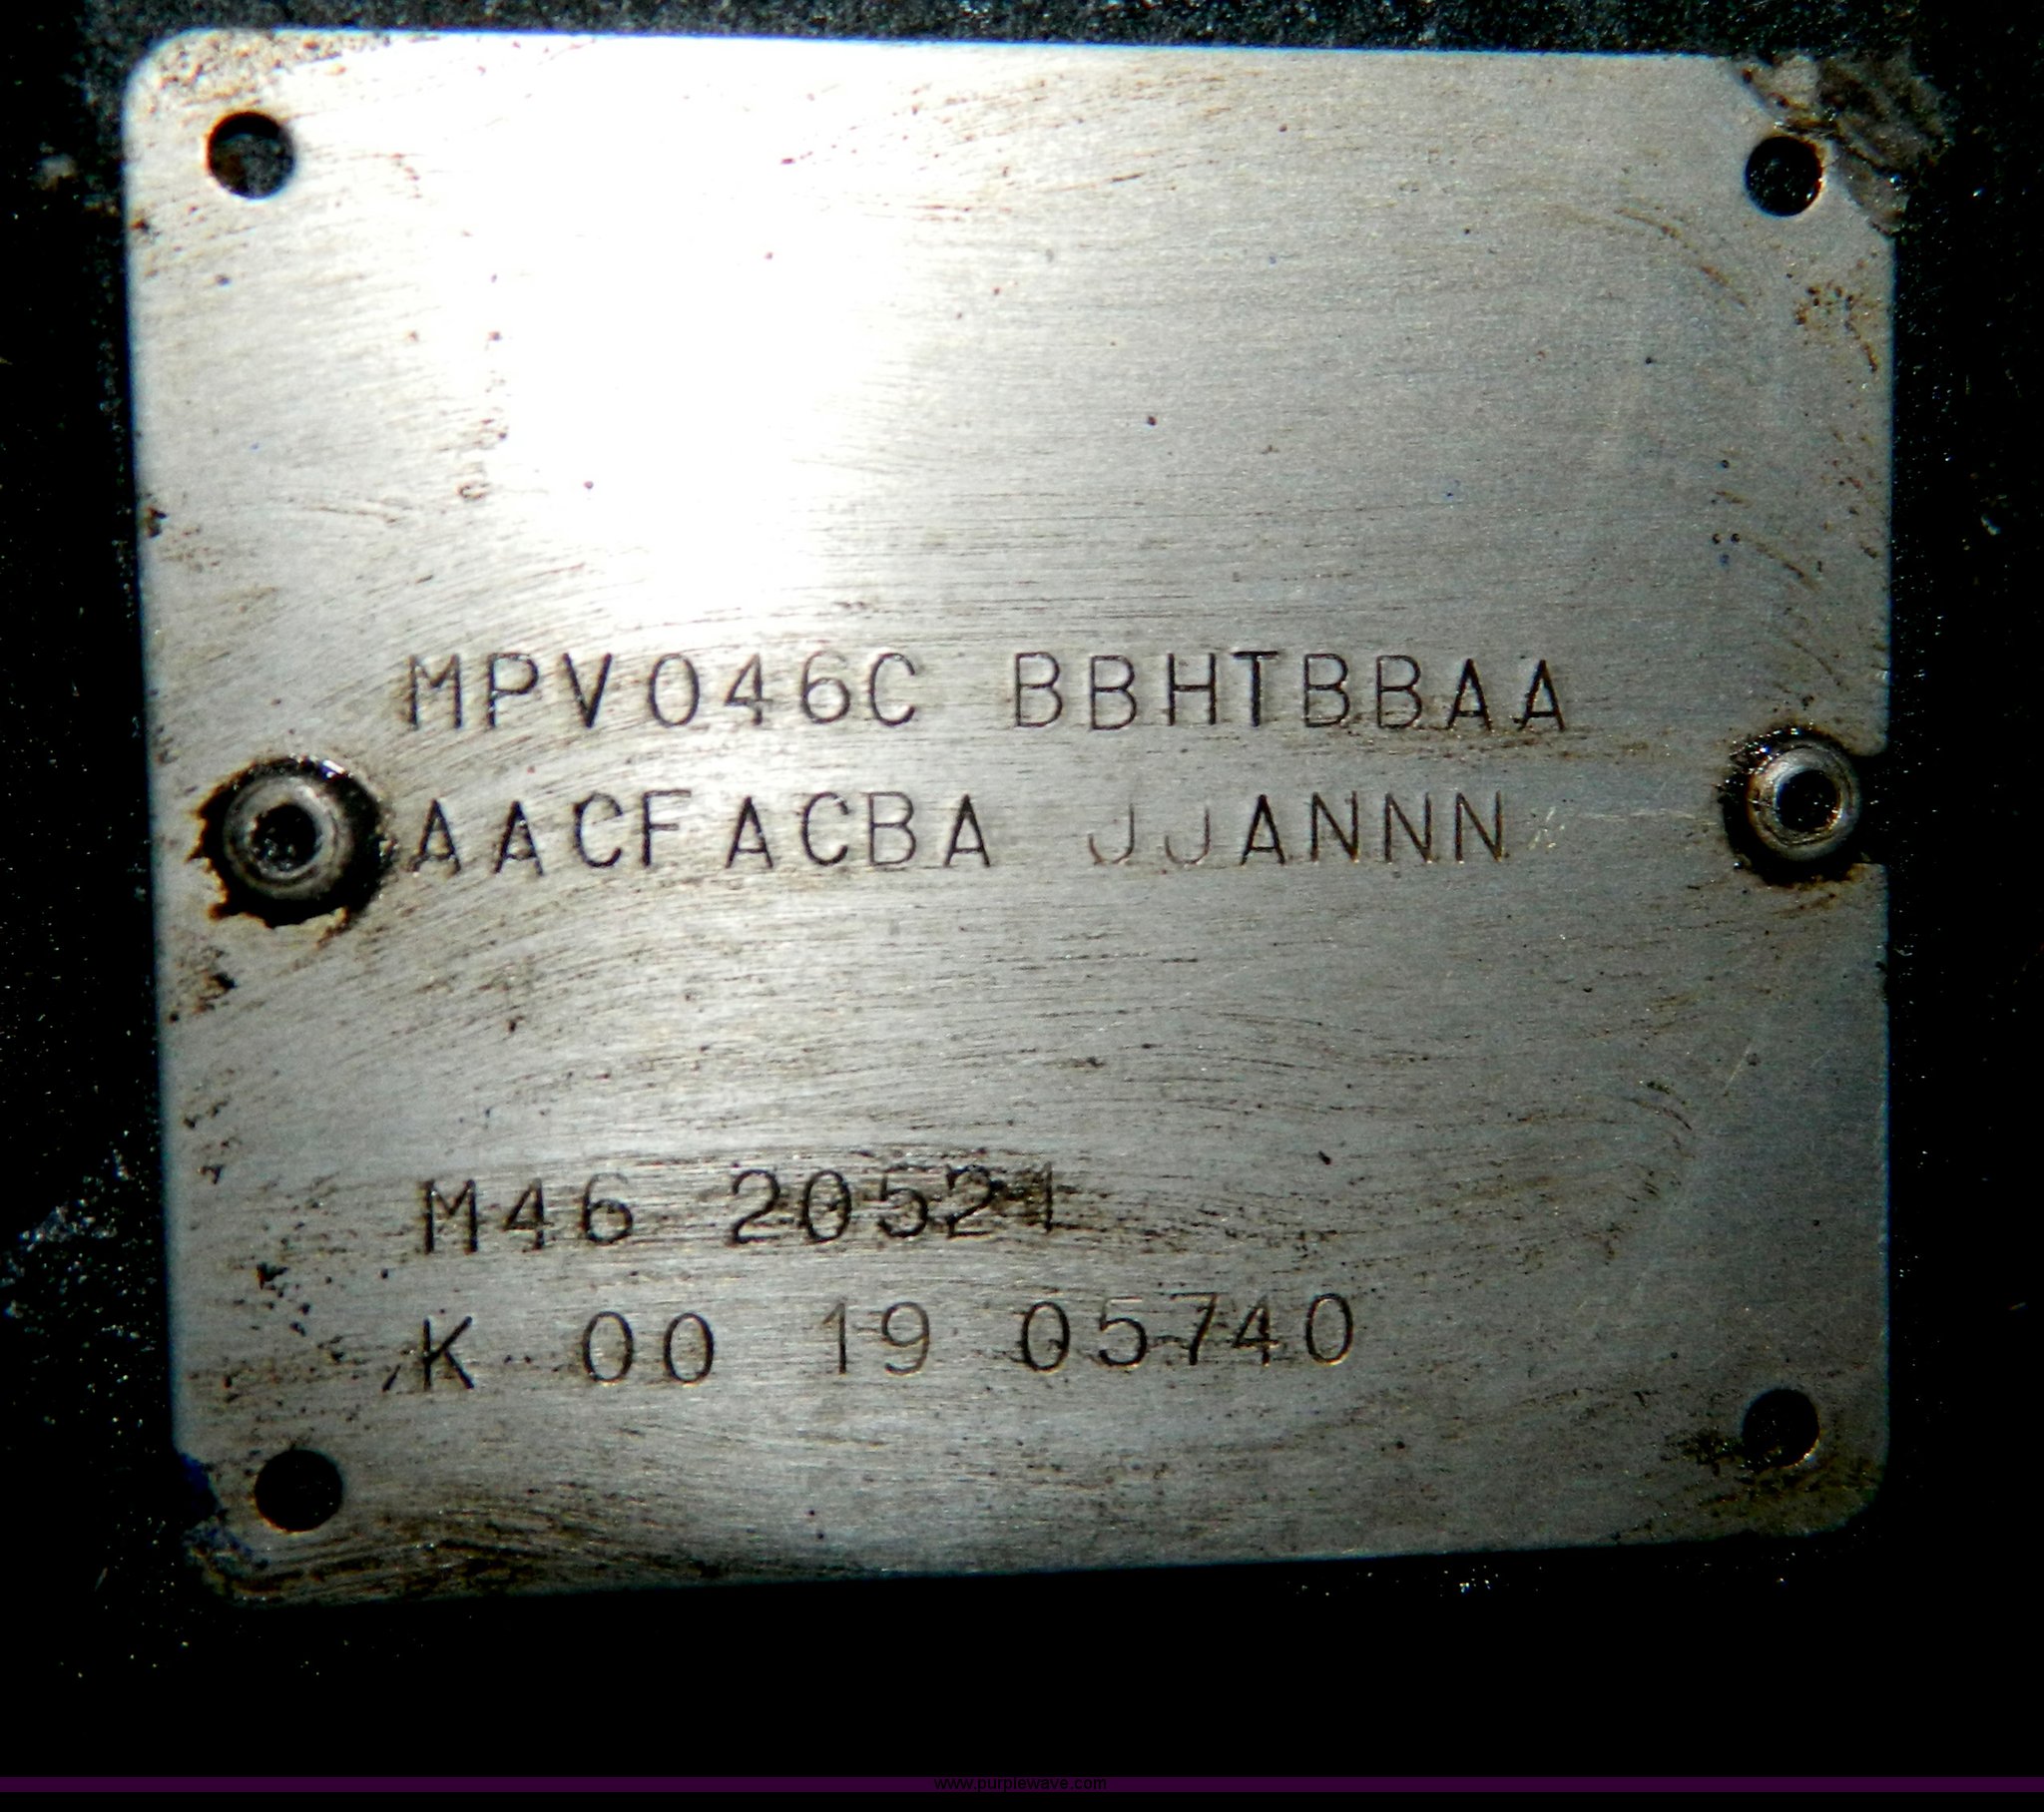 MPV046C BBHTBBAA
AACFACBA JJANNN
M46 20521
K 00 19 05740
www.purplewave.com